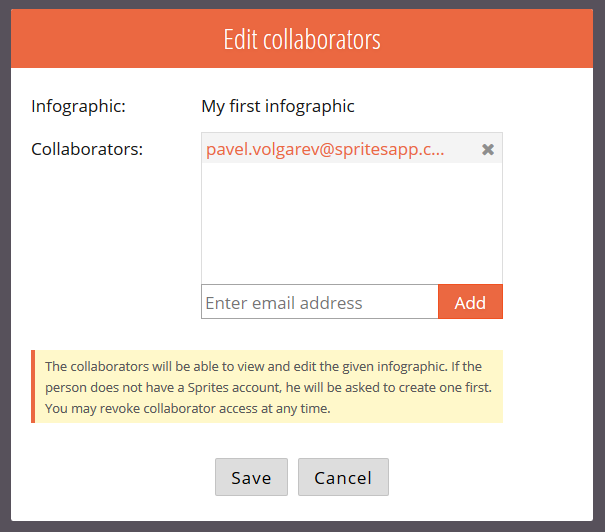 Edit collaborators
Infographic: My first infographic
Collaborators: pavel.volgarev@spritesapp.c...
Enter email address Add
The collaborators will be able to view and edit the given infographic. If the
person does not have a Sprites account, he will be asked to create one first.
You may revoke collaborator access at any time.
Save Cancel